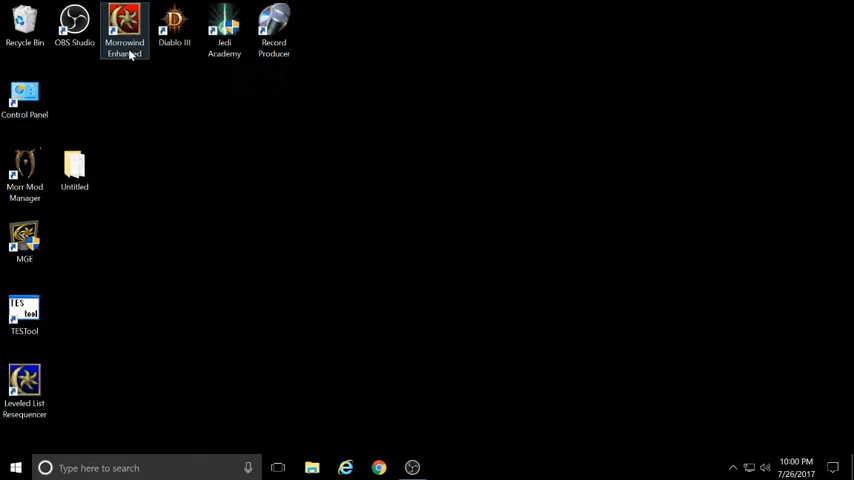 Recycle Bin
OBS Studio
Morrowind
Enhanced
Diablo III
Jedi
Academy
Record
Producer
Control Panel
Morr Mod
Manager
Untitled
MGE
TES
tool
TESTool
Leveled List
Resequencer
Type here to search
10:00 PM
7/26/2017